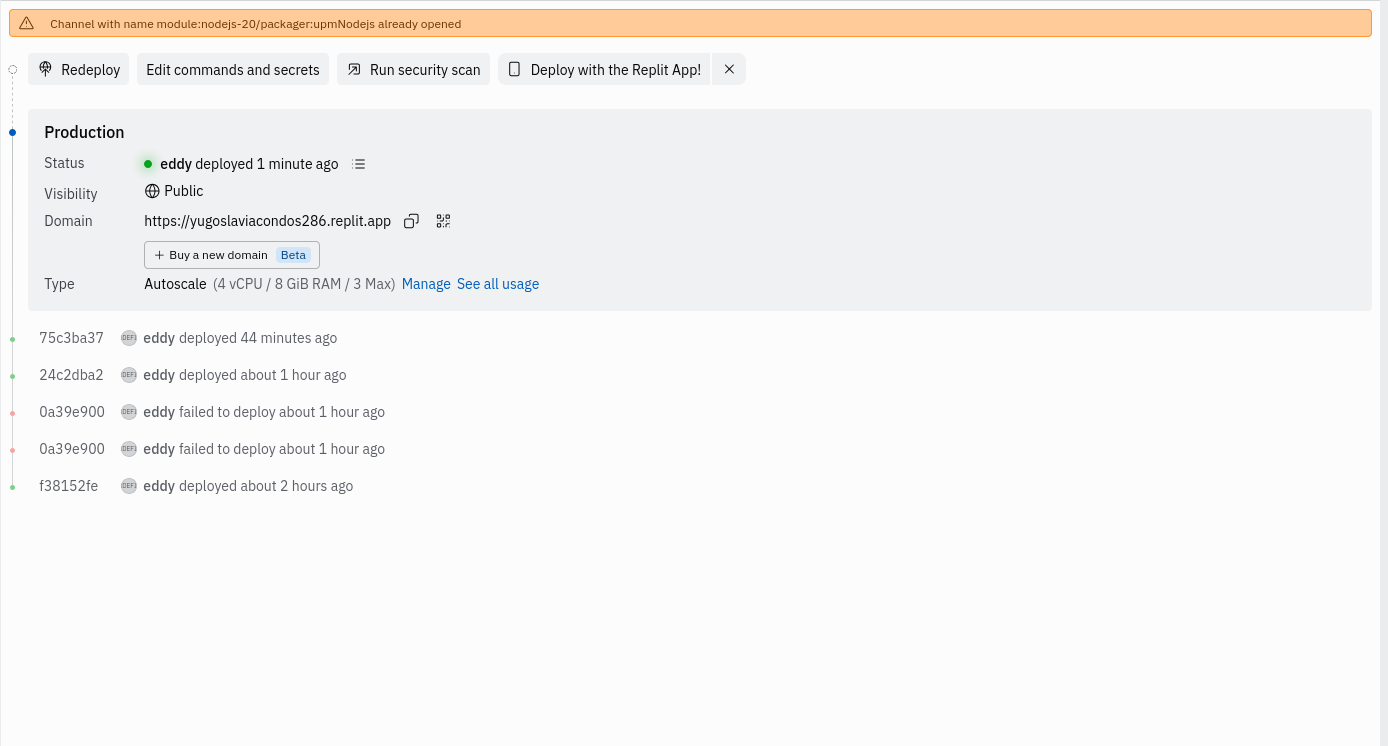 Channel with name module:nodejs-20/packager:upmNodejs already opened
Redeploy Edit commands and secrets Run security scan Deploy with the Replit App!
Production
Status eddy deployed 1 minute ago
Visibility Public
Domain https://yugoslaviacondos286.replit.app
+ Buy a new domain Beta
Type Autoscale (4 vCPU / 8 GiB RAM / 3 Max) Manage See all usage
75c3ba37 eddy deployed 44 minutes ago
24c2dba2 eddy deployed about 1 hour ago
0a39e900 eddy failed to deploy about 1 hour ago
0a39e900 eddy failed to deploy about 1 hour ago
f38152fe eddy deployed about 2 hours ago